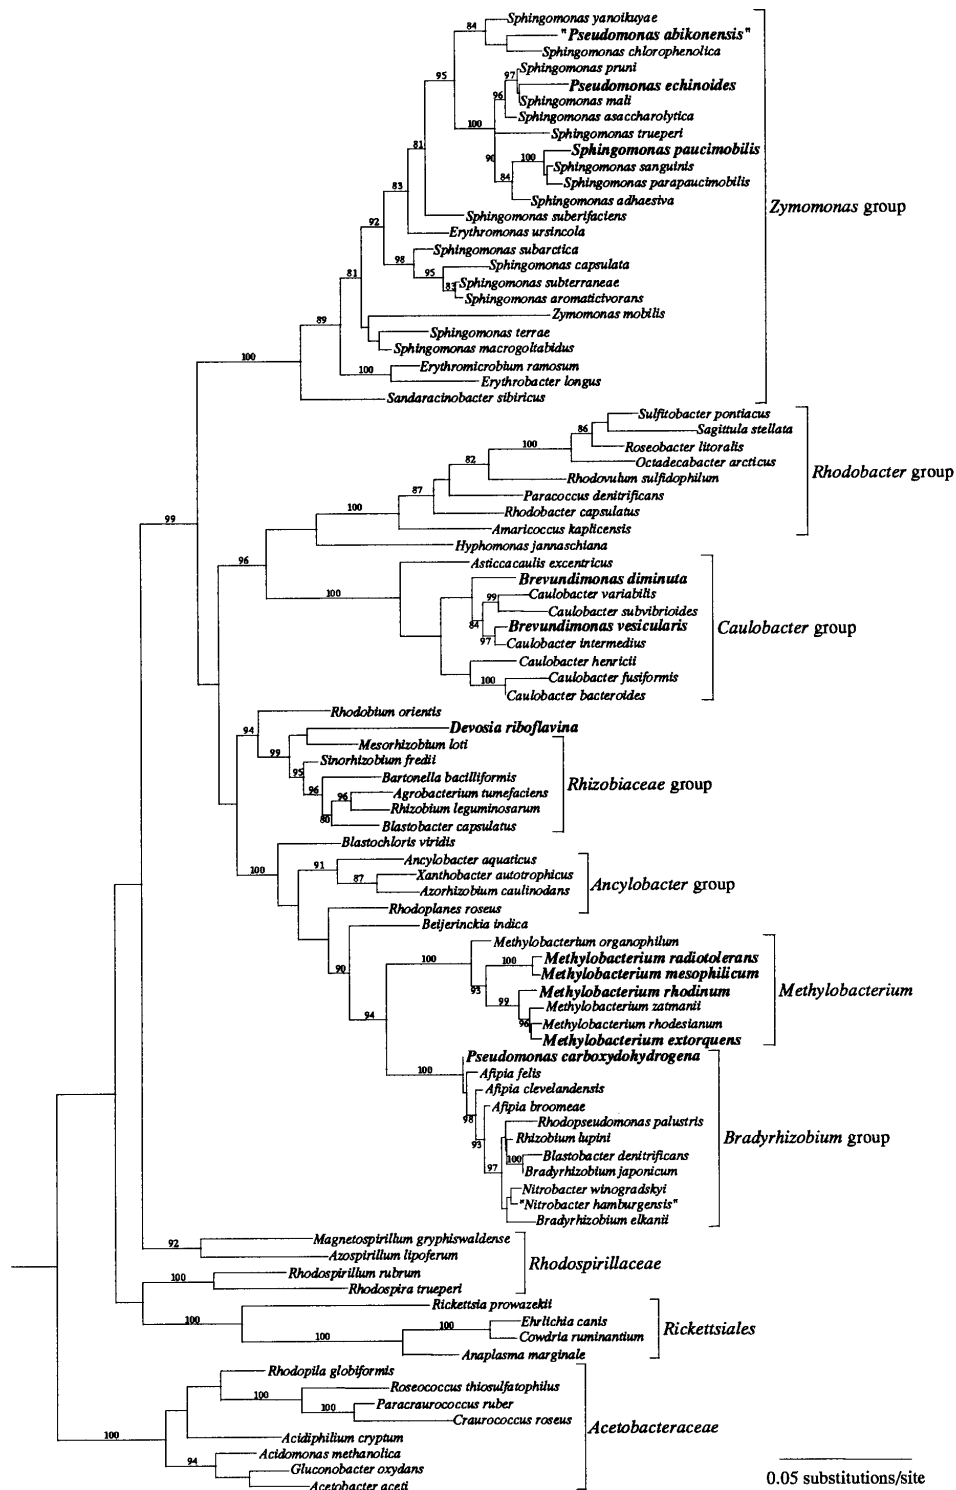 84
Sphingomonas yanoikuyae
"Pseudomonas abikonensis"
Sphingomonas chlorophenolica
95
97
Sphingomonas pruni
Pseudomonas echinoides
96
Sphingomonas mali
Sphingomonas asaccharolytica
100
Sphingomonas trueperi
81
Sphingomonas paucimobilis
90
100
Sphingomonas sanguinis
84
Sphingomonas parapaucimobilis
83
Sphingomonas adhaesiva
Zymomonas group
Sphingomonas suberifaciens
92
Erythromonas ursincola
Sphingomonas subarctica
98
Sphingomonas capsulata
81
95
Sphingomonas subterraneae
83
Sphingomonas aromaticivorans
Zymomonas mobilis
89
Sphingomonas terrae
Sphingomonas macrogoltabidus
100
Erythromicrobium ramosum
100
Erythrobacter longus
Sandaracinobacter sibiricus
Sulfitobacter pontiacus
86
Sagittula stellata
100
Roseobacter litoralis
Octadecabacter arcticus
82
Rhodobacter group
Rhodovulum sulfidophilum
87
Paracoccus denitrificans
100
Rhodobacter capsulatus
99
Amaricoccus kaplicensis
Hyphomonas jannaschiana
96
Asticcacaulis excentricus
Brevundimonas diminuta
100
99
Caulobacter variabilis
Caulobacter subvibrioides
84
Brevundimonas vesicularis
Caulobacter group
97
Caulobacter intermedius
Caulobacter henricii
100
Caulobacter fusiformis
Caulobacter bacteroides
Rhodobium orientis
94
Devosia riboflavina
99
Mesorhizobium loti
Sinorhizobium fredii
95
Bartonella bacilliformis
Rhizobiaceae group
96
96
Agrobacterium tumefaciens
Rhizobium leguminosarum
80
Blastobacter capsulatus
Blastochloris viridis
100
91
Ancylobacter aquaticus
87
Xanthobacter autotrophicus
Ancylobacter group
Azorhizobium caulinodans
Rhodoplanes roseus
Beijerinckia indica
Methylobacterium organophilum
100
100
Methylobacterium radiotolerans
90
Methylobacterium mesophilicum
93
Methylobacterium rhodinum
Methylobacterium
99
Methylobacterium zatmanii
94
96
Methylobacterium rhodesianum
Methylobacterium extorquens
Pseudomonas carboxydohydrogena
100
Afipia felis
Afipia clevelandensis
Afipia broomeae
98
Rhodopseudomonas palustris
93
Rhizobium lupini
Bradyrhizobium group
100
Blastobacter denitrificans
97
Bradyrhizobium japonicum
Nitrobacter winogradskyi
"Nitrobacter hamburgensis"
Bradyrhizobium elkanii
92
Magnetospirillum gryphiswaldense
Azospirillum lipoferum
Rhodospirillaceae
100
Rhodospirillum rubrum
Rhodospira trueperi
Rickettsia prowazekii
100
Ehrlichia canis
100
100
Cowdria ruminantium
Rickettsiales
Anaplasma marginale
Rhodopila globiformis
Roseococcus thiosulfatophilus
100
100
Paracraurococcus ruber
Craurococcus roseus
Acetobacteraceae
100
Acidiphilium cryptum
Acidomonas methanolica
94
Gluconobacter oxydans
Acetobacter aceti
0.05 substitutions/site